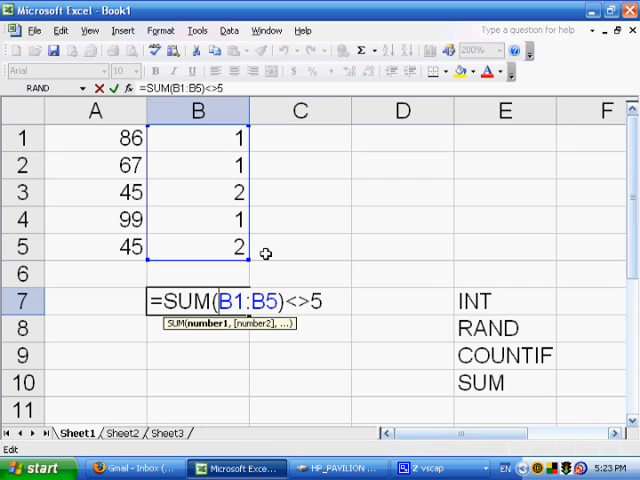 Microsoft Excel - Book1
File Edit View Insert Format Tools Data Window Help
Type a question for help
200%
Arial 10 B I U
RAND =SUM(B1:B5)<>5
A B C D E F
1 86 1
2 67 1
3 45 2
4 99 1
5 45 2
6
7 =SUM(B1:B5)<>5 INT
SUM(number1, [number2], ...)
8 RAND
9 COUNTIF
10 SUM
11
Sheet1 Sheet2 Sheet3
Edit
start Gmail - Inbox (... Microsoft Exce... HP_PAVILION ... 2 vscap EN 5:23 PM